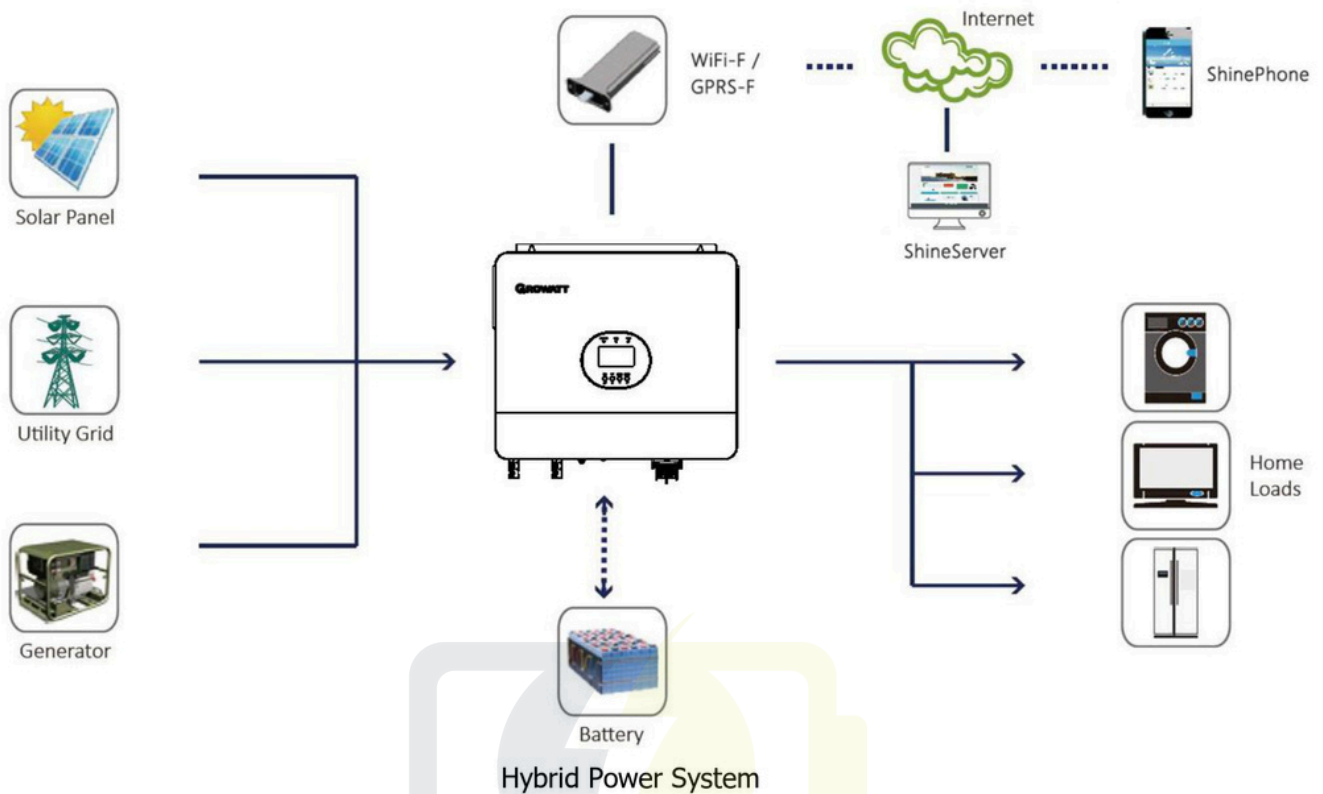 Internet
WiFi-F /
GPRS-F
ShinePhone
Solar Panel
ShineServer
GROWATT
Utility Grid
Home
Loads
Generator
Battery
Hybrid Power System